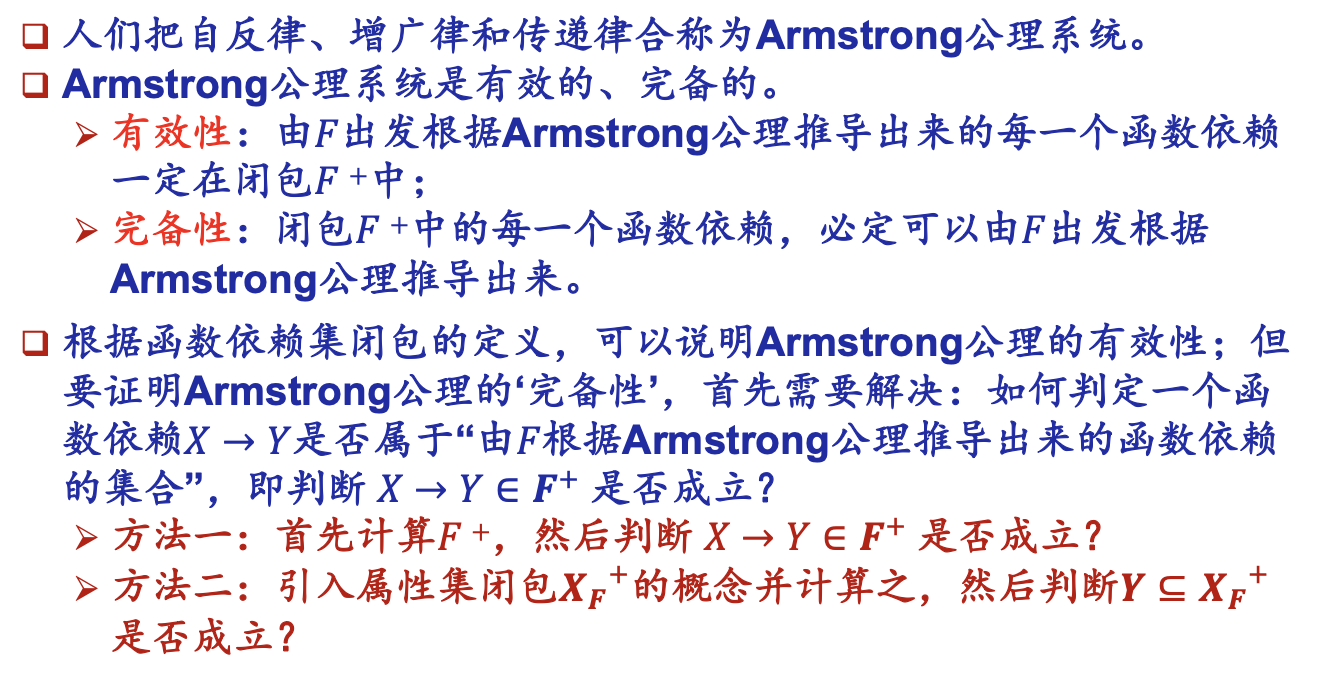 ❑ 人们把自反律、增广律和传递律合称为Armstrong公理系统。
❑ Armstrong公理系统是有效的、完备的。
➢ 有效性：由F出发根据Armstrong公理推导出来的每一个函数依赖
一定在闭包F⁺中；
➢ 完备性：闭包F⁺中的每一个函数依赖，必定可以由F出发根据
Armstrong公理推导出来。
❑ 根据函数依赖集闭包的定义，可以说明Armstrong公理的有效性；但
要证明Armstrong公理的‘完备性’，首先需要解决：如何判定一个函
数依赖X → Y是否属于“由F根据Armstrong公理推导出来的函数依赖
的集合”，即判断 X → Y ∈ F⁺ 是否成立？
➢ 方法一：首先计算F⁺，然后判断 X → Y ∈ F⁺ 是否成立？
➢ 方法二：引入属性集闭包X_F⁺的概念并计算之，然后判断Y ⊆ X_F⁺
是否成立？